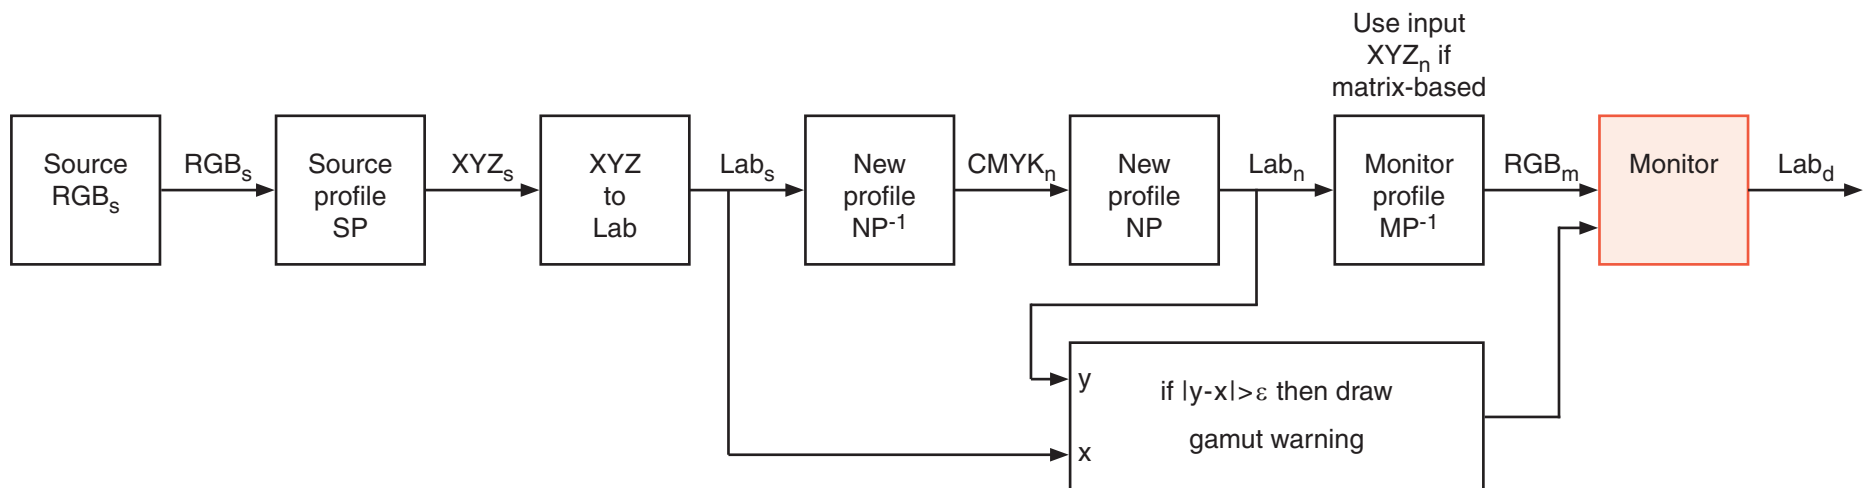 Use input
XYZn if
matrix-based
Source
RGBs
RGBs
Source
profile
SP
XYZs
XYZ
to
Lab
Labs
New
profile
NP-1
CMYKn
New
profile
NP
Labn
Monitor
profile
MP-1
RGBm
Monitor
Labd
y
if |y-x|>ε then draw
gamut warning
x